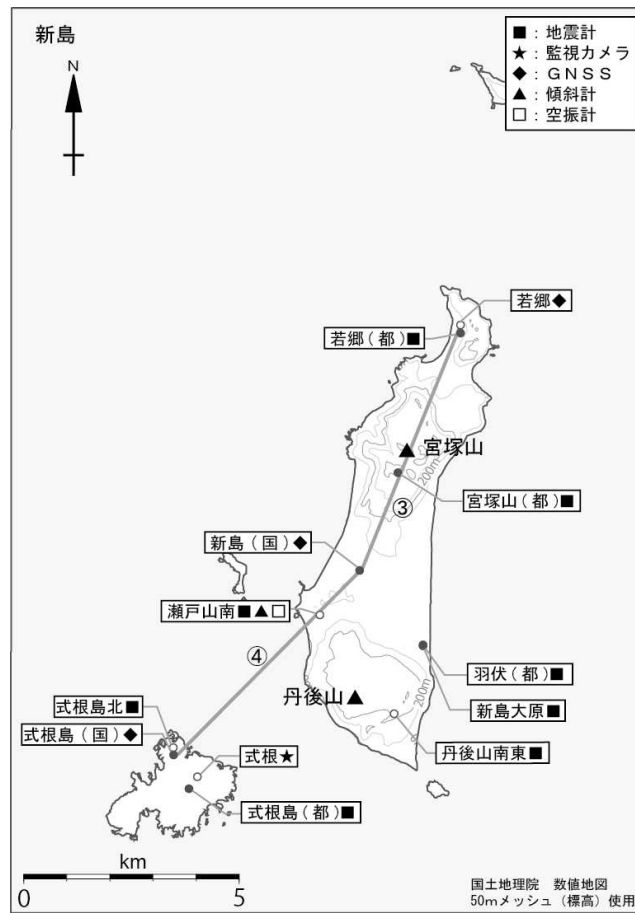 新島
N
■：地震計
★：監視カメラ
◆：ＧＮＳＳ
▲：傾斜計
□：空振計
若郷◆
若郷（都）■
宮塚山
200m
宮塚山（都）■
③
新島（国）◆
瀬戸山南■▲□
④
羽伏（都）■
丹後山
200m
新島大原■
式根島北■
式根島（国）◆
丹後山南東■
式根★
式根島（都）■
km
0 5
国土地理院　数値地図
50mメッシュ（標高）使用